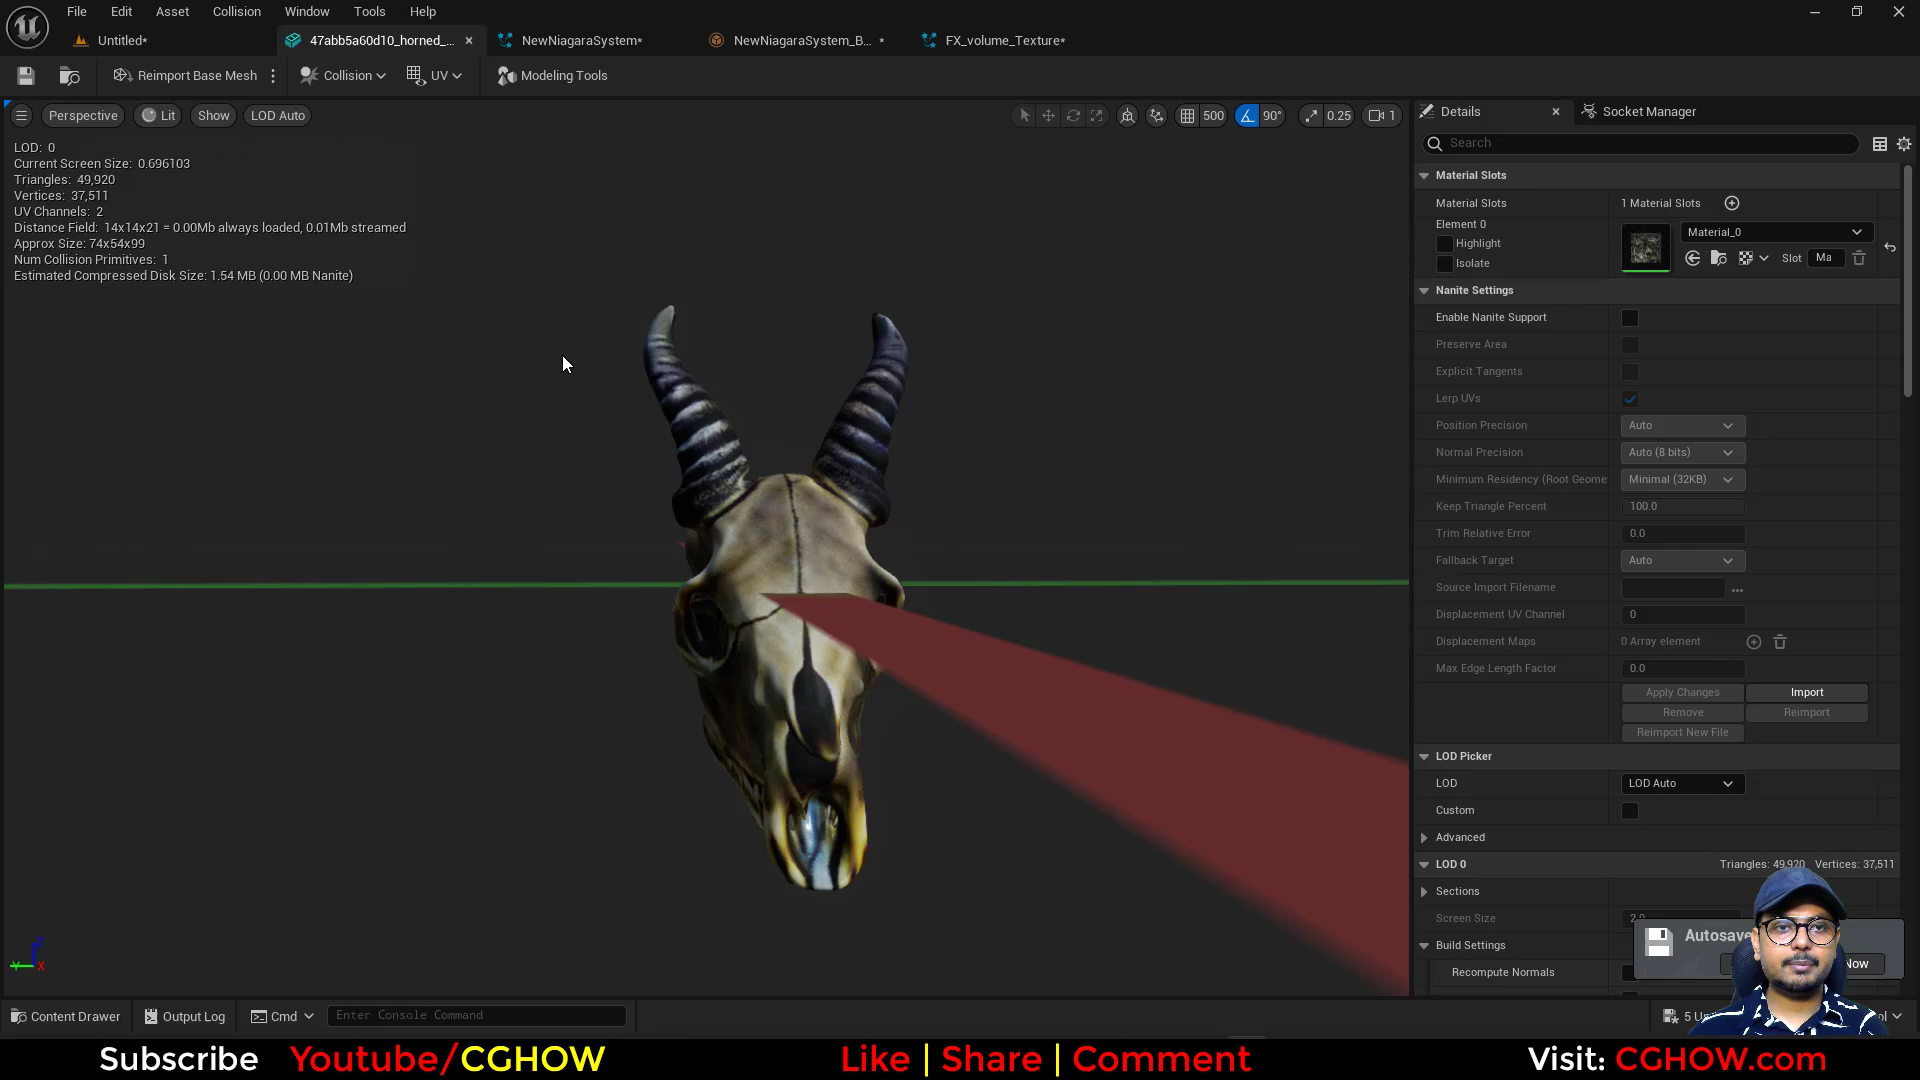 File Edit Asset Collision Window Tools Help
Untitled* 47abb5a60d10_horned_... NewNiagaraSystem* NewNiagaraSystem_B... * FX_volume_Texture*
Reimport Base Mesh Collision UV Modeling Tools
Perspective Lit Show LOD Auto 500 90° 0.25 1
Details Socket Manager
Search
LOD: 0
Current Screen Size: 0.696103
Triangles: 49,920
Vertices: 37,511
UV Channels: 2
Distance Field: 14x14x21 = 0.00Mb always loaded, 0.01Mb streamed
Approx Size: 74x54x99
Num Collision Primitives: 1
Estimated Compressed Disk Size: 1.54 MB (0.00 MB Nanite)
Material Slots
Material Slots 1 Material Slots
Element 0
Highlight
Isolate
Material_0
Slot Ma
Nanite Settings
Enable Nanite Support
Preserve Area
Explicit Tangents
Lerp UVs
Position Precision Auto
Normal Precision Auto (8 bits)
Minimum Residency (Root Geome Minimal (32KB)
Keep Triangle Percent 100.0
Trim Relative Error 0.0
Fallback Target Auto
Source Import Filename ...
Displacement UV Channel 0
Displacement Maps 0 Array element
Max Edge Length Factor 0.0
Apply Changes Import
Remove Reimport
Reimport New File
LOD Picker
LOD LOD Auto
Custom
Advanced
LOD 0 Triangles: 49,920 Vertices: 37,511
Sections
Screen Size
Build Settings
Recompute Normals
Autosave
Now
Z
Y X
Content Drawer Output Log Cmd Enter Console Command
Subscribe Youtube/CGHOW Like | Share | Comment Visit: CGHOW.com